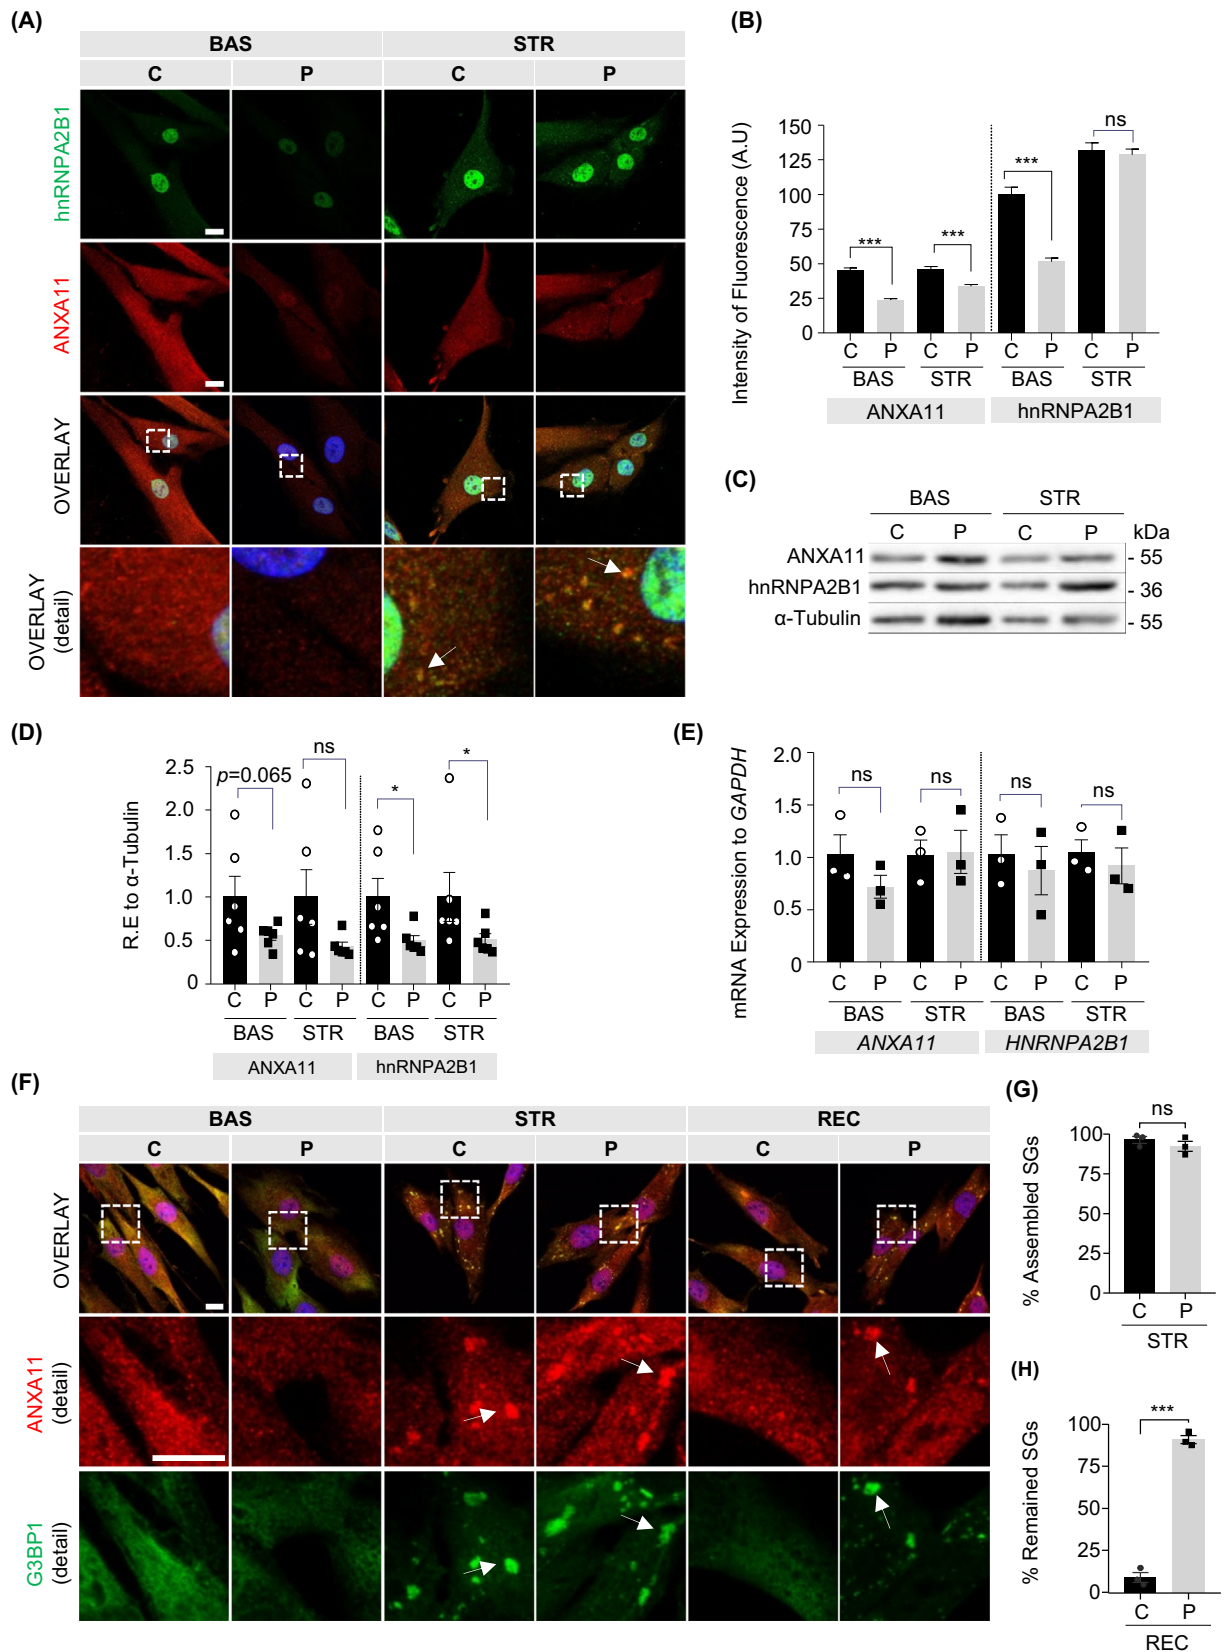 (A)
BAS STR
C P C P
hnRNPA2B1
ANXA11
OVERLAY
OVERLAY
(detail)
(B)
Intensity of Fluorescence (A.U)
150
125
100
75
50
25
0
*** *** *** ns
C P C P C P C P
BAS STR BAS STR
ANXA11 hnRNPA2B1
(C)
BAS STR
C P C P kDa
ANXA11 - 55
hnRNPA2B1 - 36
α-Tubulin - 55
(D)
R.E to α-Tubulin
2.5
2.0
1.5
1.0
0.5
0
p=0.065 ns * *
C P C P C P C P
BAS STR BAS STR
ANXA11 hnRNPA2B1
(E)
mRNA Expression to GAPDH
2.0
1.5
1.0
0.5
0
ns ns ns ns
C P C P C P C P
BAS STR BAS STR
ANXA11 HNRNPA2B1
(F)
BAS STR REC
C P C P C P
OVERLAY
ANXA11
(detail)
G3BP1
(detail)
(G)
% Assembled SGs
100
75
50
25
0
ns
C P
STR
(H)
% Remained SGs
100
75
50
25
0
***
C P
REC